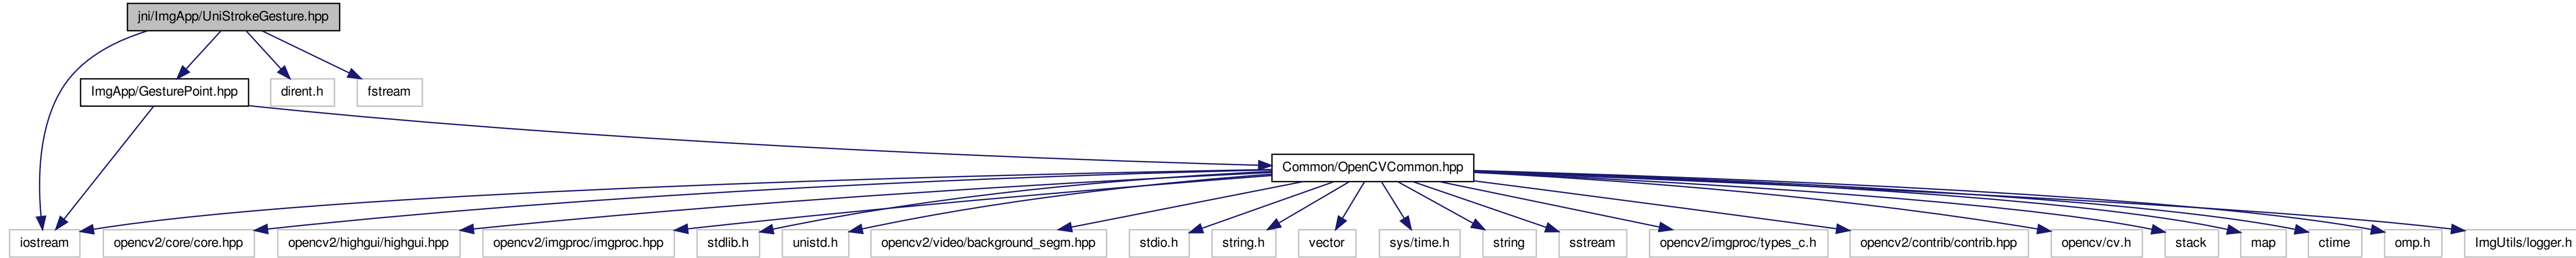 jni/ImgApp/UniStrokeGesture.hpp
ImgApp/GesturePoint.hpp
dirent.h
fstream
Common/OpenCVCommon.hpp
iostream
opencv2/core/core.hpp
opencv2/highgui/highgui.hpp
opencv2/imgproc/imgproc.hpp
stdlib.h
unistd.h
opencv2/video/background_segm.hpp
stdio.h
string.h
vector
sys/time.h
string
sstream
opencv2/imgproc/types_c.h
opencv2/contrib/contrib.hpp
opencv/cv.h
stack
map
ctime
omp.h
ImgUtils/logger.h